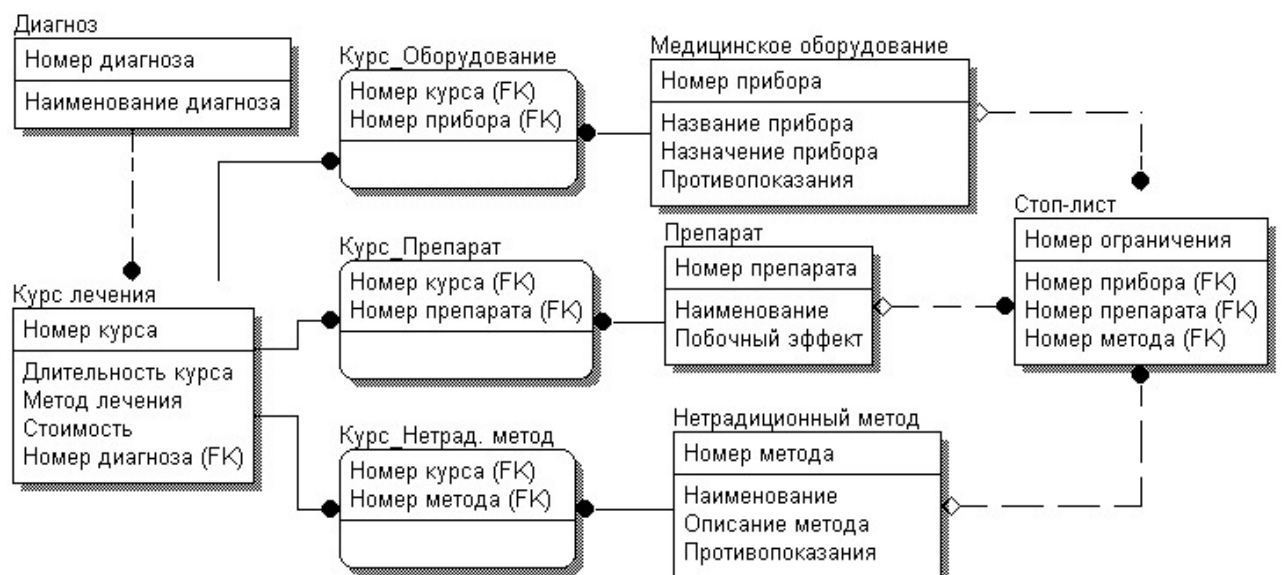 Диагноз
Номер диагноза
Наименование диагноза
Курс_Оборудование
Номер курса (FK)
Номер прибора (FK)
Медицинское оборудование
Номер прибора
Название прибора
Назначение прибора
Противопоказания
Стоп-лист
Номер ограничения
Номер прибора (FK)
Номер препарата (FK)
Номер метода (FK)
Курс_Препарат
Номер курса (FK)
Номер препарата (FK)
Препарат
Номер препарата
Наименование
Побочный эффект
Курс лечения
Номер курса
Длительность курса
Метод лечения
Стоимость
Номер диагноза (FK)
Курс_Нетрад. метод
Номер курса (FK)
Номер метода (FK)
Нетрадиционный метод
Номер метода
Наименование
Описание метода
Противопоказания